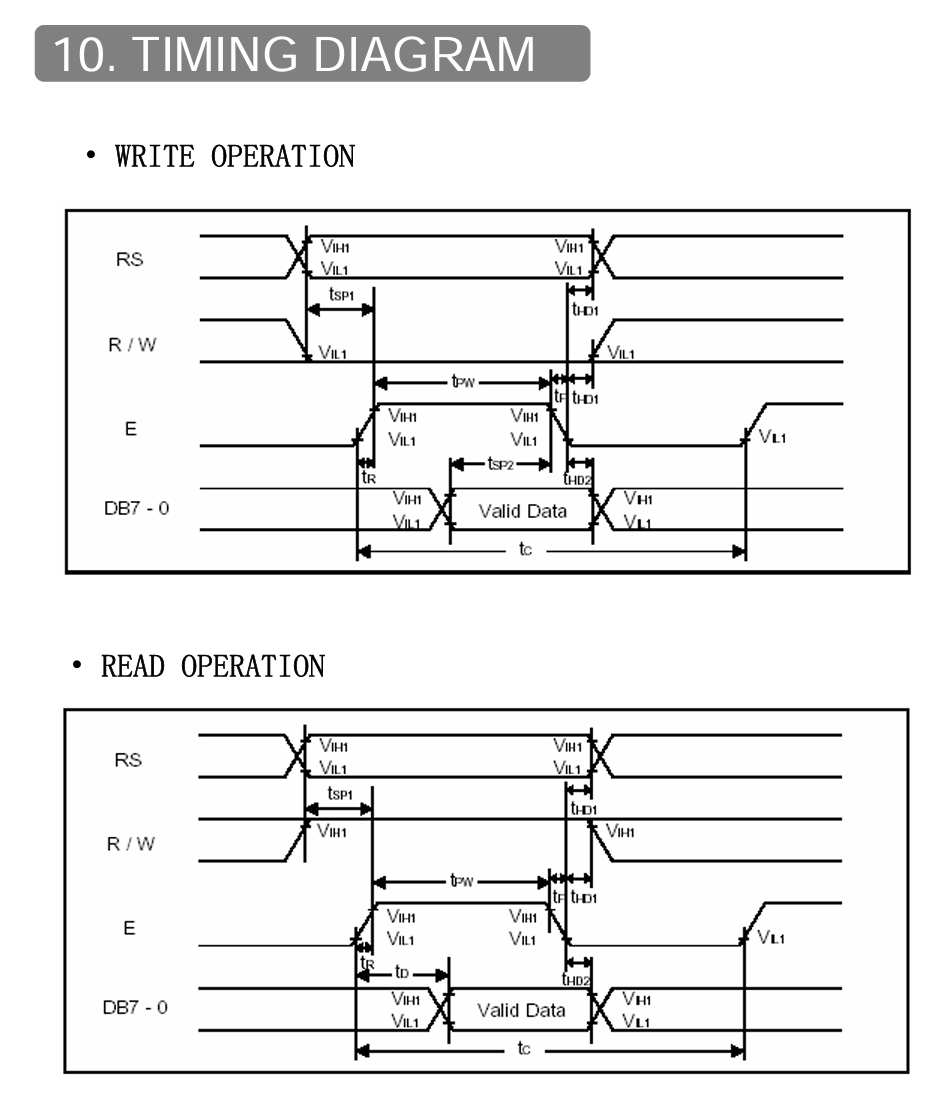 10. TIMING DIAGRAM
• WRITE OPERATION
RS
VIH1
VIL1
VIH1
VIL1
tSP1
tHD1
R / W
VIL1
VIL1
tPW
tF
tHD1
E
VIH1
VIL1
VIH1
VIL1
VIL1
tR
tSP2
tHD2
DB7 - 0
VIH1
VIL1
Valid Data
VIH1
VIL1
tC
• READ OPERATION
RS
VIH1
VIL1
VIH1
VIL1
tSP1
tHD1
R / W
VIH1
VIH1
tPW
tF
tHD1
E
VIH1
VIL1
VIH1
VIL1
VIL1
tR
tD
tHD2
DB7 - 0
VIH1
VIL1
Valid Data
VIH1
VIL1
tC